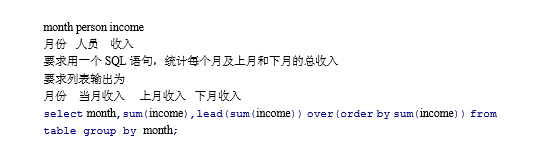 month person income
月份 人员 收入
要求用一个 SQL 语句，统计每个月及上月和下月的总收入
要求列表输出为
月份 当月收入 上月收入 下月收入
select month,sum(income),lead(sum(income)) over(order by sum(income)) from
table group by month;